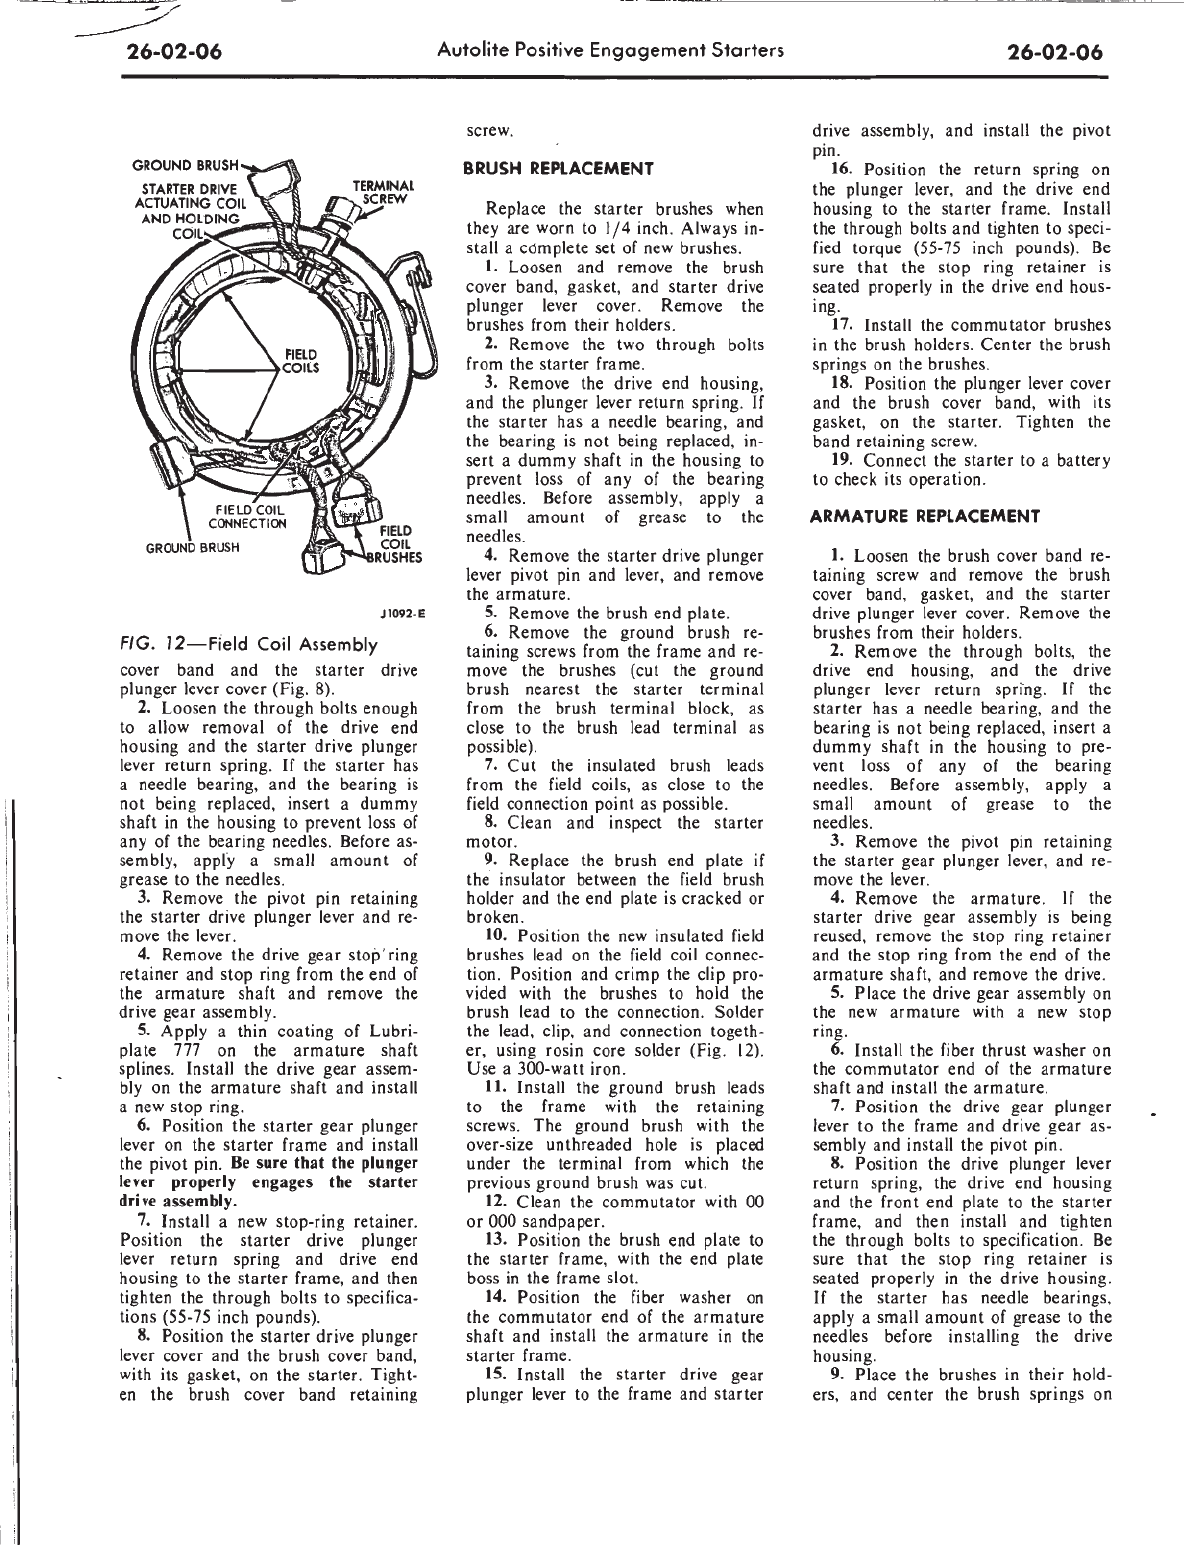 26-02-06
Autolite Positive Engagement Starters
26-02-06
GROUND BRUSH
STARTER DRIVE
ACTUATING COIL
AND HOLDING
COIL
TERMINAL
SCREW
FIELD
COILS
FIELD COIL
CONNECTION
GROUND BRUSH
FIELD
COIL
BRUSHES
J1092-E
FIG. 12—Field Coil Assembly
cover band and the starter drive
plunger lever cover (Fig. 8).
2. Loosen the through bolts enough
to allow removal of the drive end
housing and the starter drive plunger
lever return spring. If the starter has
a needle bearing, and the bearing is
not being replaced, insert a dummy
shaft in the housing to prevent loss of
any of the bearing needles. Before as-
sembly, apply a small amount of
grease to the needles.
3. Remove the pivot pin retaining
the starter drive plunger lever and re-
move the lever.
4. Remove the drive gear stop ring
retainer and stop ring from the end of
the armature shaft and remove the
drive gear assembly.
5. Apply a thin coating of Lubri-
plate 777 on the armature shaft
splines. Install the drive gear assem-
bly on the armature shaft and install
a new stop ring.
6. Position the starter gear plunger
lever on the starter frame and install
the pivot pin. Be sure that the plunger
lever properly engages the starter
drive assembly.
7. Install a new stop-ring retainer.
Position the starter drive plunger
lever return spring and drive end
housing to the starter frame, and then
tighten the through bolts to specifica-
tions (55-75 inch pounds).
8. Position the starter drive plunger
lever cover and the brush cover band,
with its gasket, on the starter. Tight-
en the brush cover band retaining
screw.
BRUSH REPLACEMENT
Replace the starter brushes when
they are worn to 1/4 inch. Always in-
stall a complete set of new brushes.
1. Loosen and remove the brush
cover band, gasket, and starter drive
plunger lever cover. Remove the
brushes from their holders.
2. Remove the two through bolts
from the starter frame.
3. Remove the drive end housing,
and the plunger lever return spring. If
the starter has a needle bearing, and
the bearing is not being replaced, in-
sert a dummy shaft in the housing to
prevent loss of any of the bearing
needles. Before assembly, apply a
small amount of grease to the
needles.
4. Remove the starter drive plunger
lever pivot pin and lever, and remove
the armature.
5. Remove the brush end plate.
6. Remove the ground brush re-
taining screws from the frame and re-
move the brushes (cut the ground
brush nearest the starter terminal
from the brush terminal block, as
close to the brush lead terminal as
possible).
7. Cut the insulated brush leads
from the field coils, as close to the
field connection point as possible.
8. Clean and inspect the starter
motor.
9. Replace the brush end plate if
the insulator between the field brush
holder and the end plate is cracked or
broken.
10. Position the new insulated field
brushes lead on the field coil connec-
tion. Position and crimp the clip pro-
vided with the brushes to hold the
brush lead to the connection. Solder
the lead, clip, and connection togeth-
er, using rosin core solder (Fig. 12).
Use a 300-watt iron.
11. Install the ground brush leads
to the frame with the retaining
screws. The ground brush with the
over-size unthreaded hole is placed
under the terminal from which the
previous ground brush was cut.
12. Clean the commutator with 00
or 000 sandpaper.
13. Position the brush end plate to
the starter frame, with the end plate
boss in the frame slot.
14. Position the fiber washer on
the commutator end of the armature
shaft and install the armature in the
starter frame.
15. Install the starter drive gear
plunger lever to the frame and starter
drive assembly, and install the pivot
pin.
16. Position the return spring on
the plunger lever, and the drive end
housing to the starter frame. Install
the through bolts and tighten to speci-
fied torque (55-75 inch pounds). Be
sure that the stop ring retainer is
seated properly in the drive end hous-
ing.
17. Install the commutator brushes
in the brush holders. Center the brush
springs on the brushes.
18. Position the plunger lever cover
and the brush cover band, with its
gasket, on the starter. Tighten the
band retaining screw.
19. Connect the starter to a battery
to check its operation.
ARMATURE REPLACEMENT
1. Loosen the brush cover band re-
taining screw and remove the brush
cover band, gasket, and the starter
drive plunger lever cover. Remove the
brushes from their holders.
2. Remove the through bolts, the
drive end housing, and the drive
plunger lever return spring. If the
starter has a needle bearing, and the
bearing is not being replaced, insert a
dummy shaft in the housing to pre-
vent loss of any of the bearing
needles. Before assembly, apply a
small amount of grease to the
needles.
3. Remove the pivot pin retaining
the starter gear plunger lever, and re-
move the lever.
4. Remove the armature. If the
starter drive gear assembly is being
reused, remove the stop ring retainer
and the stop ring from the end of the
armature shaft, and remove the drive.
5. Place the drive gear assembly on
the new armature with a new stop
ring.
6. Install the fiber thrust washer on
the commutator end of the armature
shaft and install the armature.
7. Position the drive gear plunger
lever to the frame and drive gear as-
sembly and install the pivot pin.
8. Position the drive plunger lever
return spring, the drive end housing
and the front end plate to the starter
frame, and then install and tighten
the through bolts to specification. Be
sure that the stop ring retainer is
seated properly in the drive housing.
If the starter has needle bearings,
apply a small amount of grease to the
needles before installing the drive
housing.
9. Place the brushes in their hold-
ers, and center the brush springs on